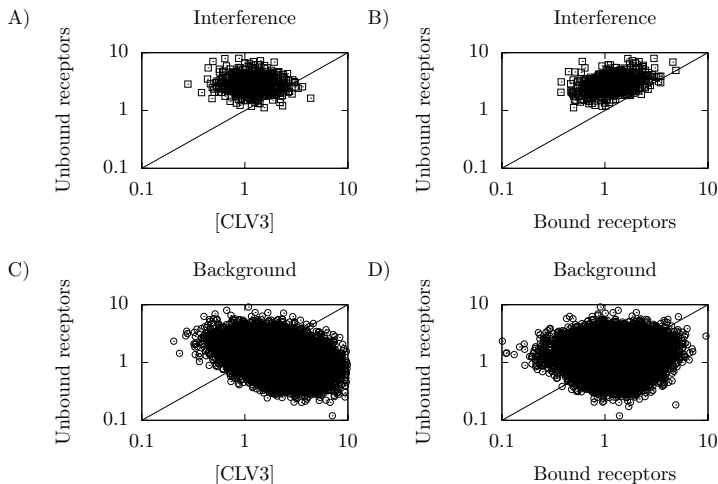 A)
Interference
Unbound receptors
10
1
0.1
0.1
1
10
[CLV3]
B)
Interference
Unbound receptors
10
1
0.1
0.1
1
10
Bound receptors
C)
Background
Unbound receptors
10
1
0.1
0.1
1
10
[CLV3]
D)
Background
Unbound receptors
10
1
0.1
0.1
1
10
Bound receptors